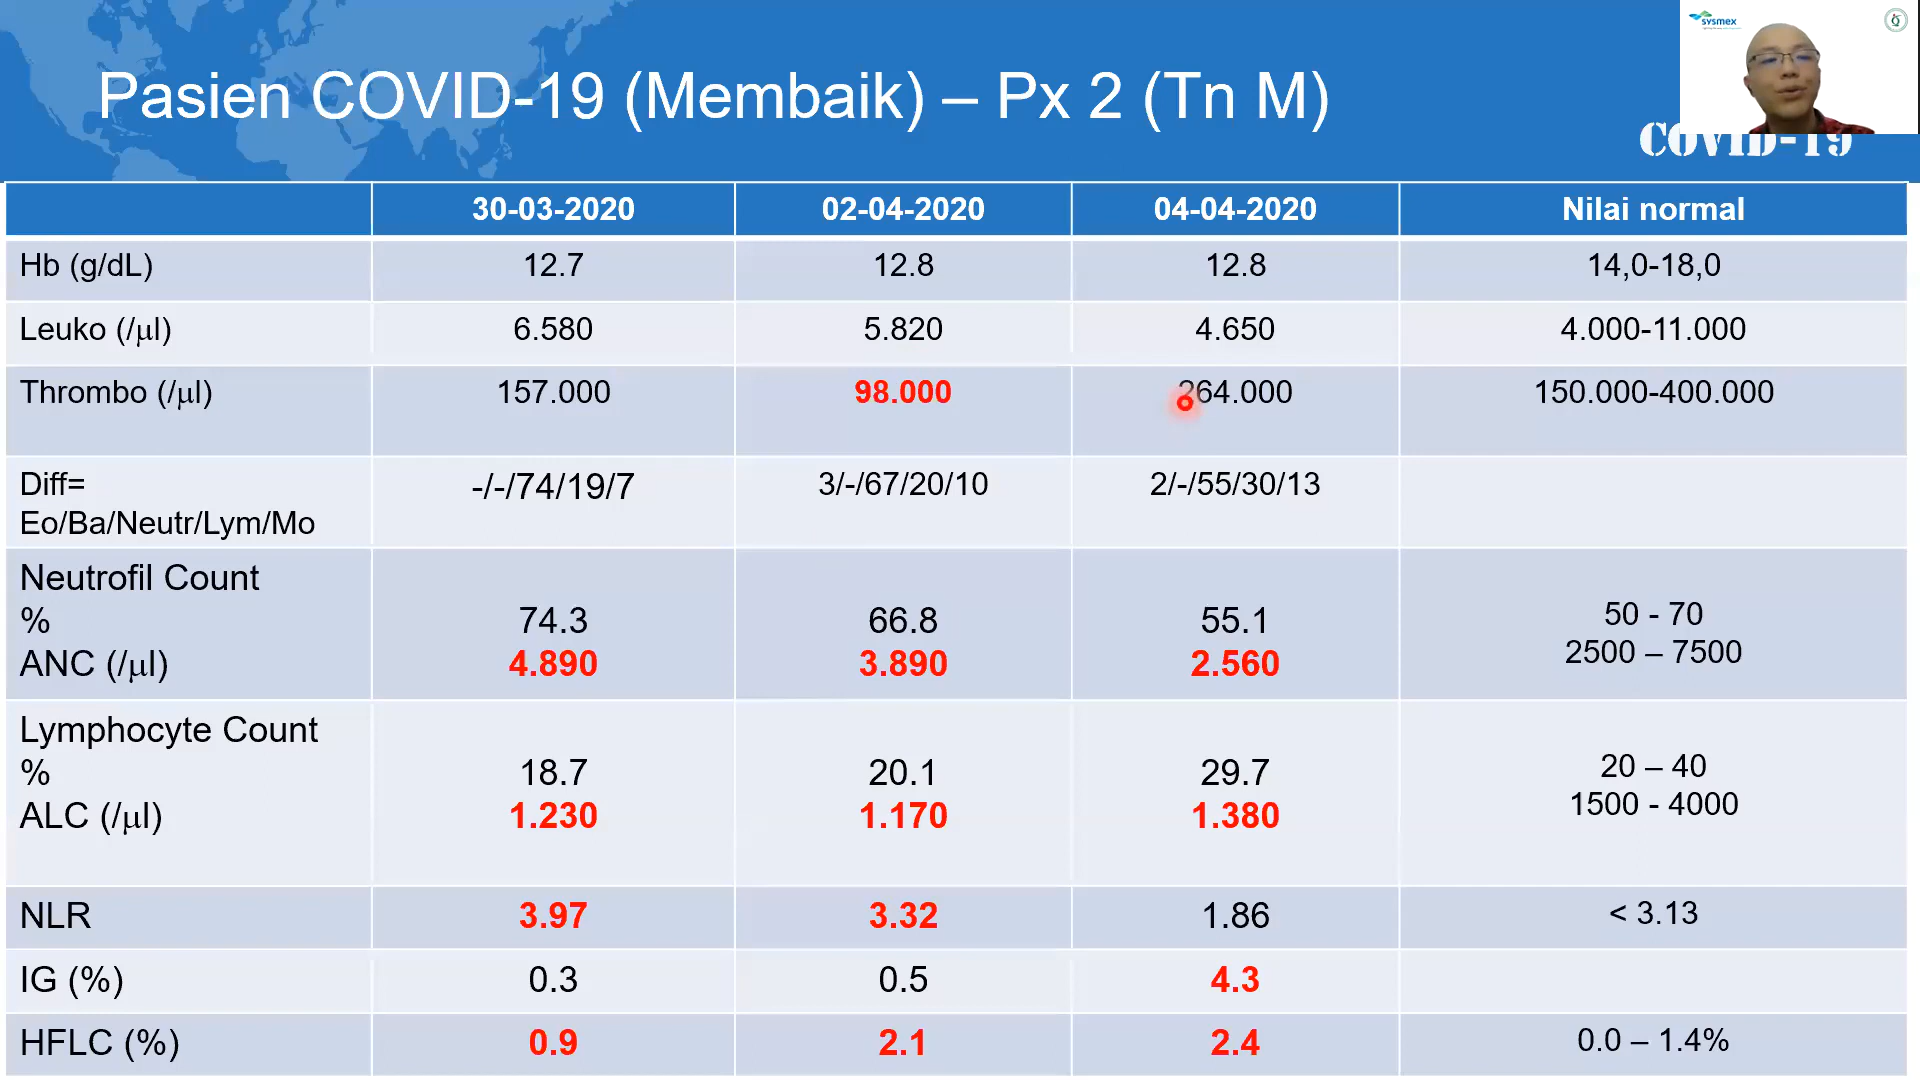 sysmex
Pasien COVID-19 (Membaik) – Px 2 (Tn M)
COVID-19
30-03-2020 02-04-2020 04-04-2020 Nilai normal
Hb (g/dL) 12.7 12.8 12.8 14,0-18,0
Leuko (/μl) 6.580 5.820 4.650 4.000-11.000
Thrombo (/μl) 157.000 98.000 264.000 150.000-400.000
Diff= -/-/74/19/7 3/-/67/20/10 2/-/55/30/13
Eo/Ba/Neutr/Lym/Mo
Neutrofil Count
% 74.3 66.8 55.1 50 - 70
ANC (/μl) 4.890 3.890 2.560 2500 – 7500
Lymphocyte Count
% 18.7 20.1 29.7 20 – 40
ALC (/μl) 1.230 1.170 1.380 1500 - 4000
NLR 3.97 3.32 1.86 < 3.13
IG (%) 0.3 0.5 4.3
HFLC (%) 0.9 2.1 2.4 0.0 – 1.4%